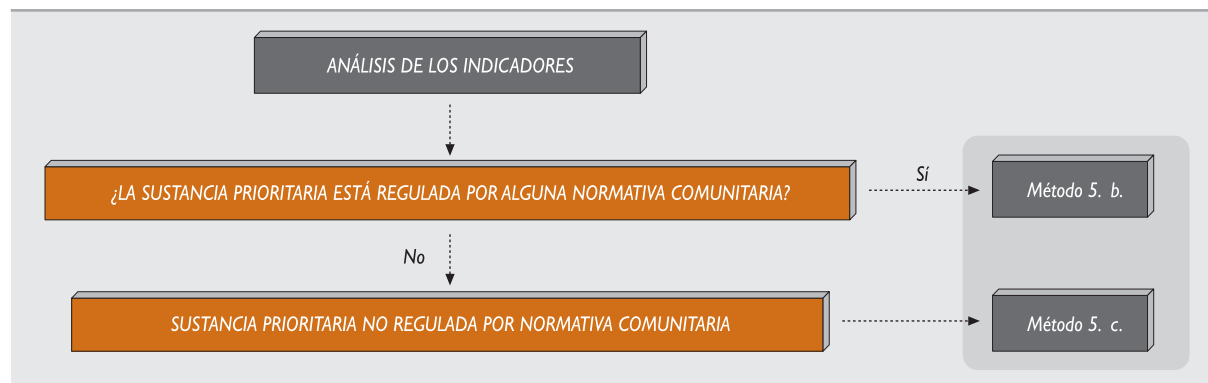 ANÁLISIS DE LOS INDICADORES
¿LA SUSTANCIA PRIORITARIA ESTÁ REGULADA POR ALGUNA NORMATIVA COMUNITARIA?
Sí
Método 5. b.
No
SUSTANCIA PRIORITARIA NO REGULADA POR NORMATIVA COMUNITARIA
Método 5. c.